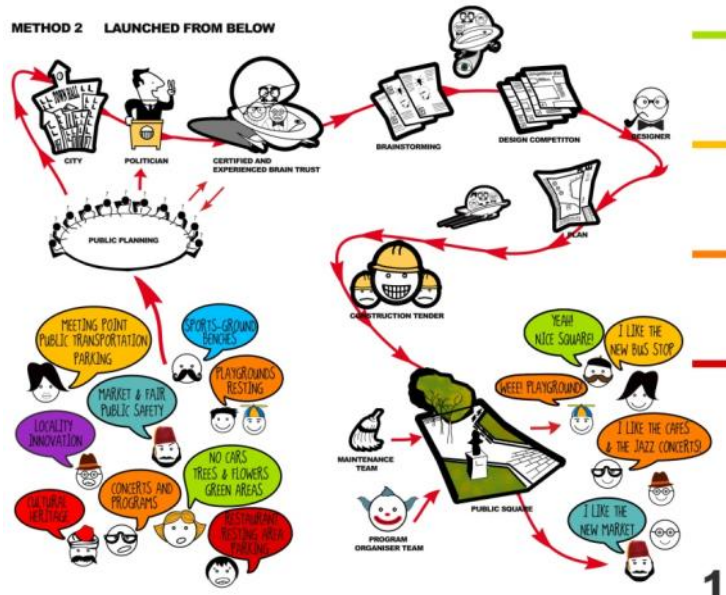 METHOD 2 LAUNCHED FROM BELOW
TOWN HALL
CITY
POLITICIAN
CERTIFIED AND
EXPERIENCED BRAIN TRUST
BRAINSTORMING
DESIGN COMPETITON
DESIGNER
PUBLIC PLANNING
PLAN
CONSTRUCTION TENDER
MEETING POINT
PUBLIC TRANSPORTATION
PARKING
SPORTS-GROUND
BENCHES
PLAYGROUNDS
RESTING
MARKET & FAIR
PUBLIC SAFETY
LOCALITY
INNOVATION
NO CARS
TREES & FLOWERS
GREEN AREAS
CONCERTS AND
PROGRAMS
CULTURAL
HERITAGE
RESTAURANT
RESTING AREA
PARKING
YEAH!
NICE SQUARE!
I LIKE THE
NEW BUS STOP
WEEE! PLAYGROUND!
I LIKE THE CAFES
& THE JAZZ CONCERTS!
MAINTENANCE
TEAM
PUBLIC SQUARE
PROGRAM
ORGANISER TEAM
I LIKE THE
NEW MARKET
1